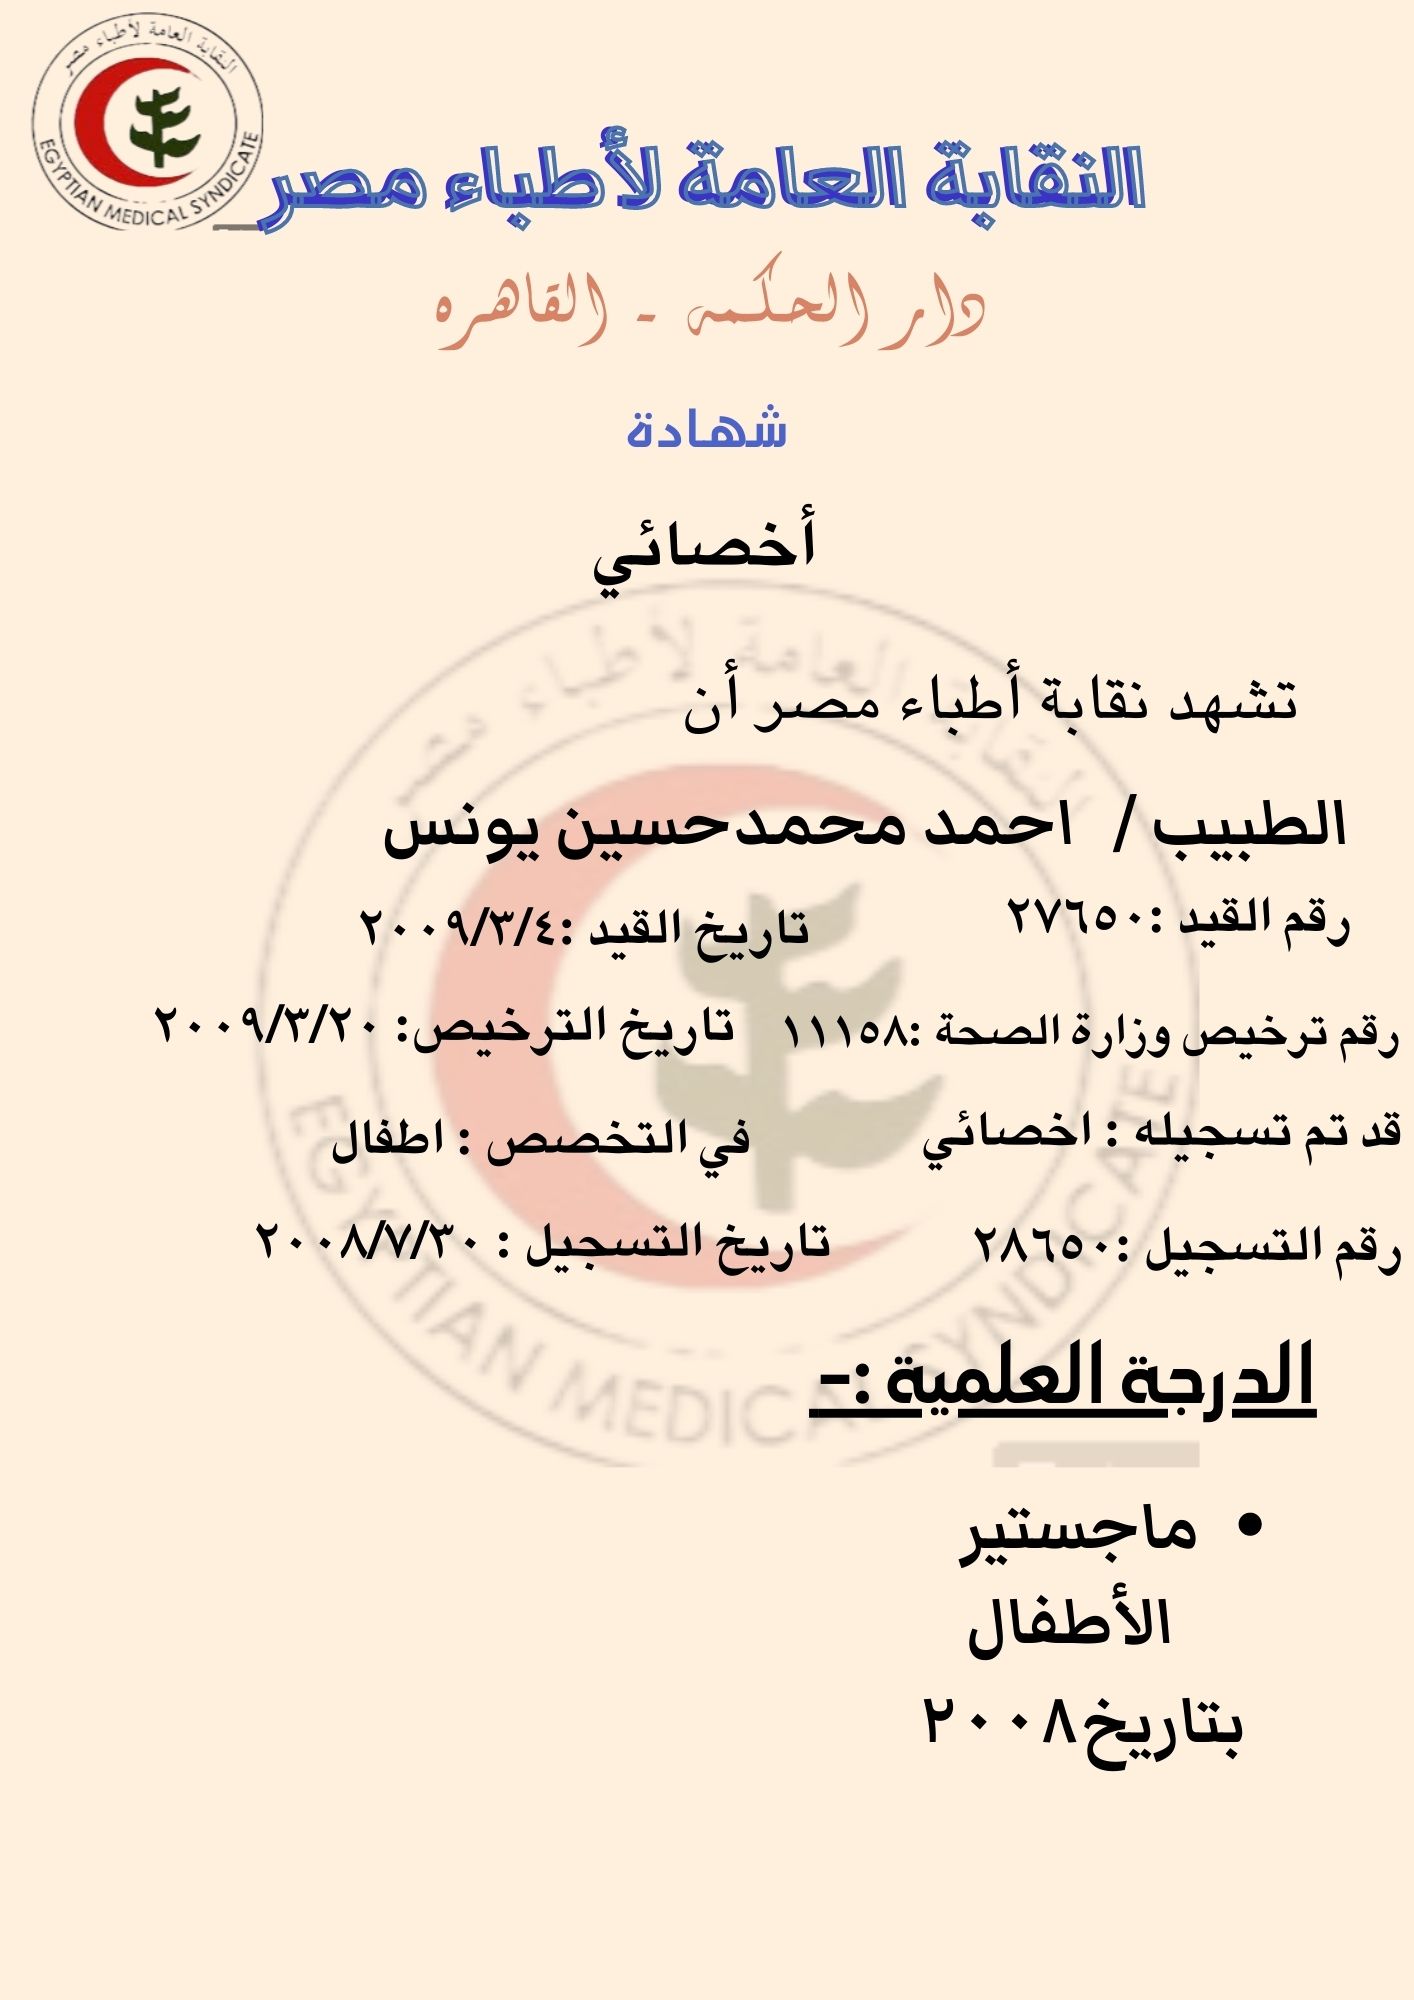 النقابة العامة لأطباء مصر
EGYPTIAN MEDICAL SYNDICATE
النقابة العامة لأطباء مصر
دار الحكمه - القاهره
شهادة
أخصائي
تشهد نقابة أطباء مصر أن
الطبيب / احمد محمدحسين يونس
رقم القيد :٢٧٦٥٠ تاريخ القيد :٢٠٠٩/٣/٤
رقم ترخيص وزارة الصحة :١١١٥٨ تاريخ الترخيص: ٢٠٠٩/٣/٢٠
قد تم تسجيله : اخصائي في التخصص : اطفال
رقم التسجيل :٢٨٦٥٠ تاريخ التسجيل : ٢٠٠٨/٧/٣٠
الدرجة العلمية :-
• ماجستير
الأطفال
بتاريخ٢٠٠٨
النقابة العامة لأطباء مصر
EGYPTIAN MEDICAL SYNDICATE